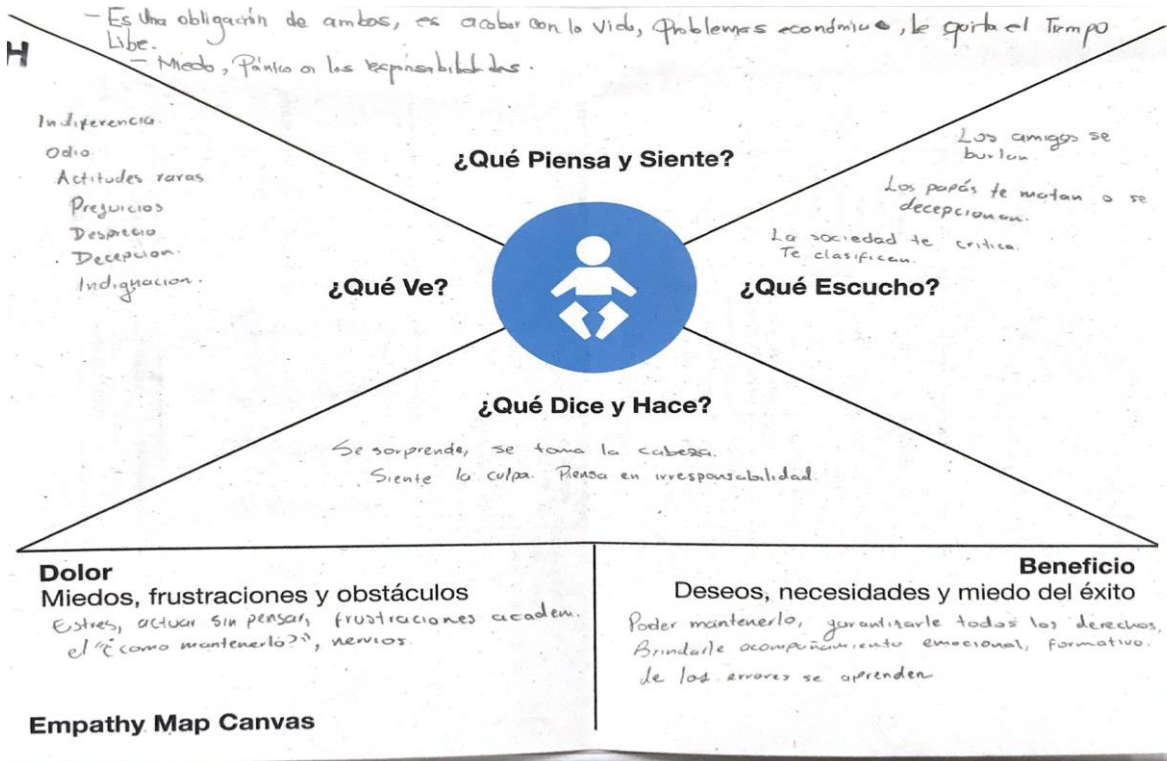 - Es una obligación de ambos, es acabar con la vida, Problemas económicos, le quita el Tiempo
Libe.
- Miedo, Pánico a las responsabilidades.
H
Indiferencia
Odio
Actitudes raras
Prejuicios
Desprecio
Decepcion.
Indignacion.
¿Qué Piensa y Siente?
Los amigos se
burlan.
Los papás te matan o se
decepcionan.
La sociedad te critica.
Te clasifican.
¿Qué Ve?
¿Qué Escucho?
¿Qué Dice y Hace?
Se sorprende, se toma la cabeza.
Siente la culpa. Piensa en irresponsabilidad.
Dolor
Miedos, frustraciones y obstáculos
Estres, actuar sin pensar, frustraciones academ.
el "¿como mantenerlo?", nervios.
Beneficio
Deseos, necesidades y miedo del éxito
Poder mantenerlo, garantisarle todos los derechos,
Brindarle acompañamiento emocional, formativo.
de los errores se aprenden
Empathy Map Canvas